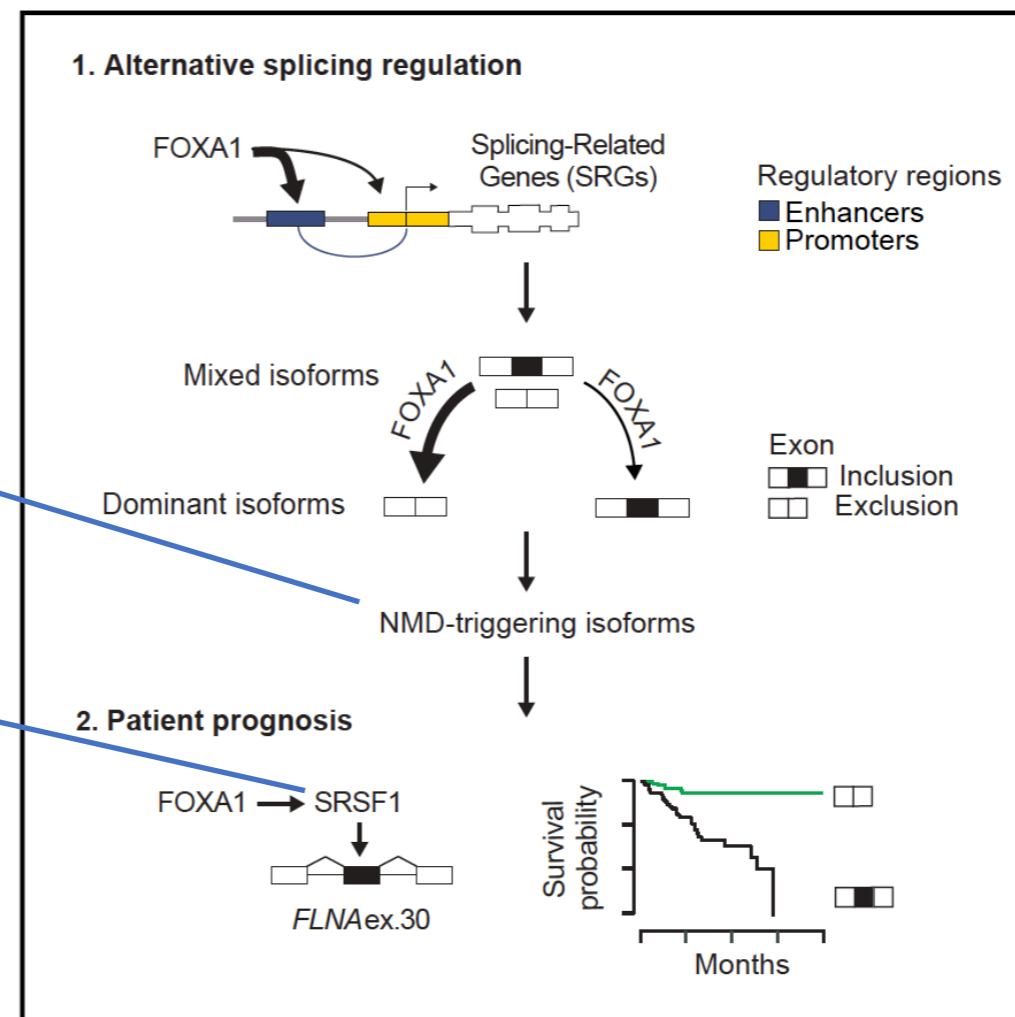 1. Alternative splicing regulation
FOXA1
Splicing-Related
Genes (SRGs)
Regulatory regions
Enhancers
Promoters
Mixed isoforms
FOXA1
FOXA1
Exon
Inclusion
Exclusion
Dominant isoforms
NMD-triggering isoforms
2. Patient prognosis
FOXA1
SRSF1
FLNAex.30
Survival
probability
Months